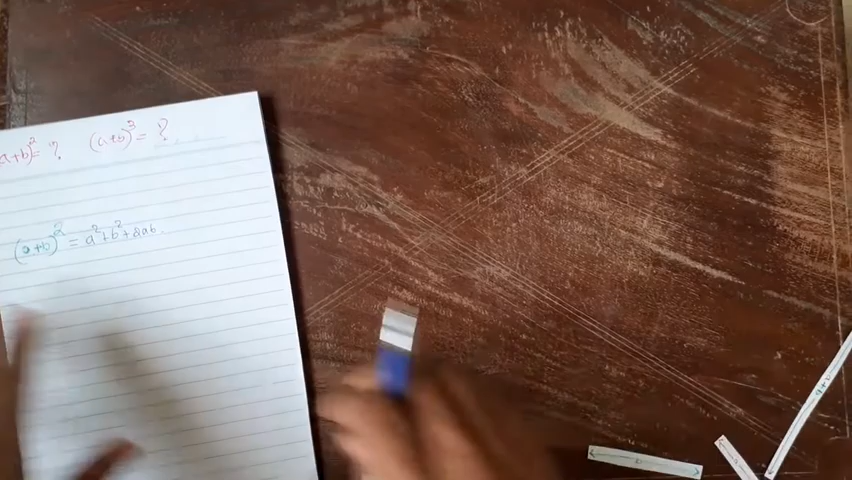 (a+b)² = ? (a+b)³ = ?
(a+b)² = a²+b²+2ab.
a+b